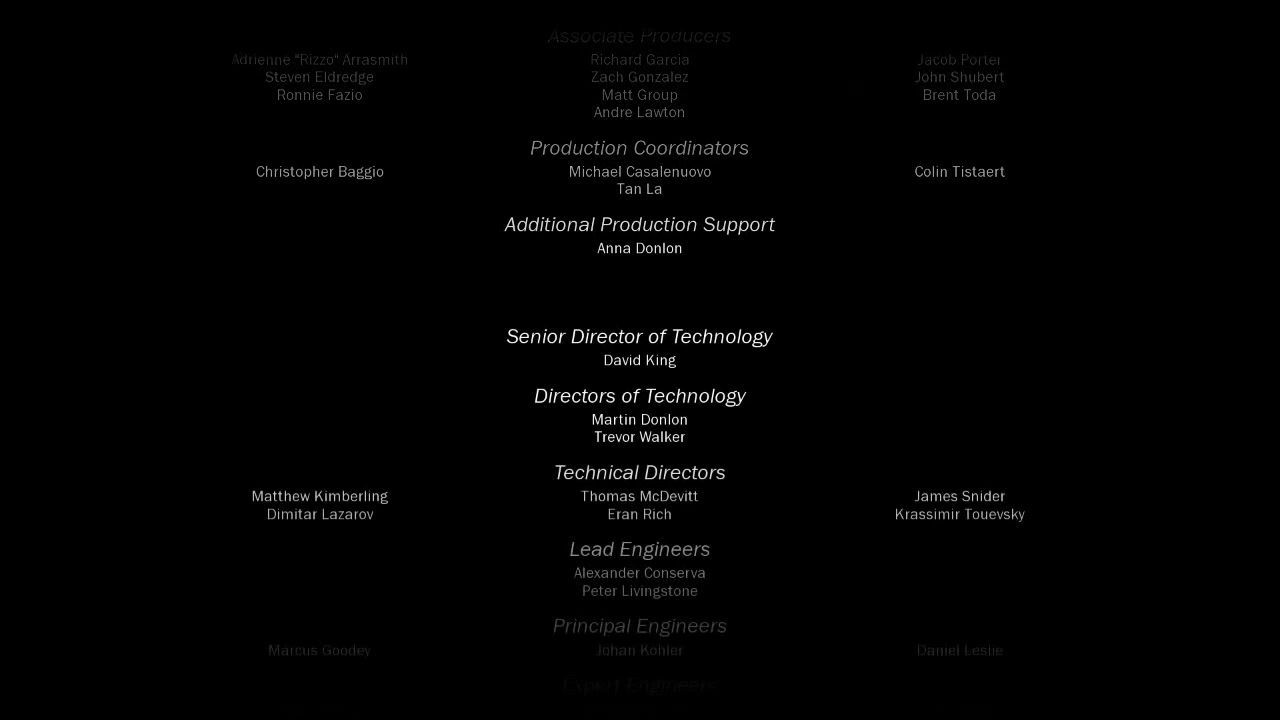 Associate Producers
Adrienne "Rizzo" Arrasmith Richard Garcia Jacob Porter
Steven Eldredge Zach Gonzalez John Shubert
Ronnie Fazio Matt Group Brent Toda
Andre Lawton
Production Coordinators
Christopher Baggio Michael Casalenuovo Colin Tistaert
Tan La
Additional Production Support
Anna Donlon
Senior Director of Technology
David King
Directors of Technology
Martin Donlon
Trevor Walker
Technical Directors
Matthew Kimberling Thomas McDevitt James Snider
Dimitar Lazarov Eran Rich Krassimir Touevsky
Lead Engineers
Alexander Conserva
Peter Livingstone
Principal Engineers
Marcus Goodey Johan Kohler Daniel Leslie
Expert Engineers